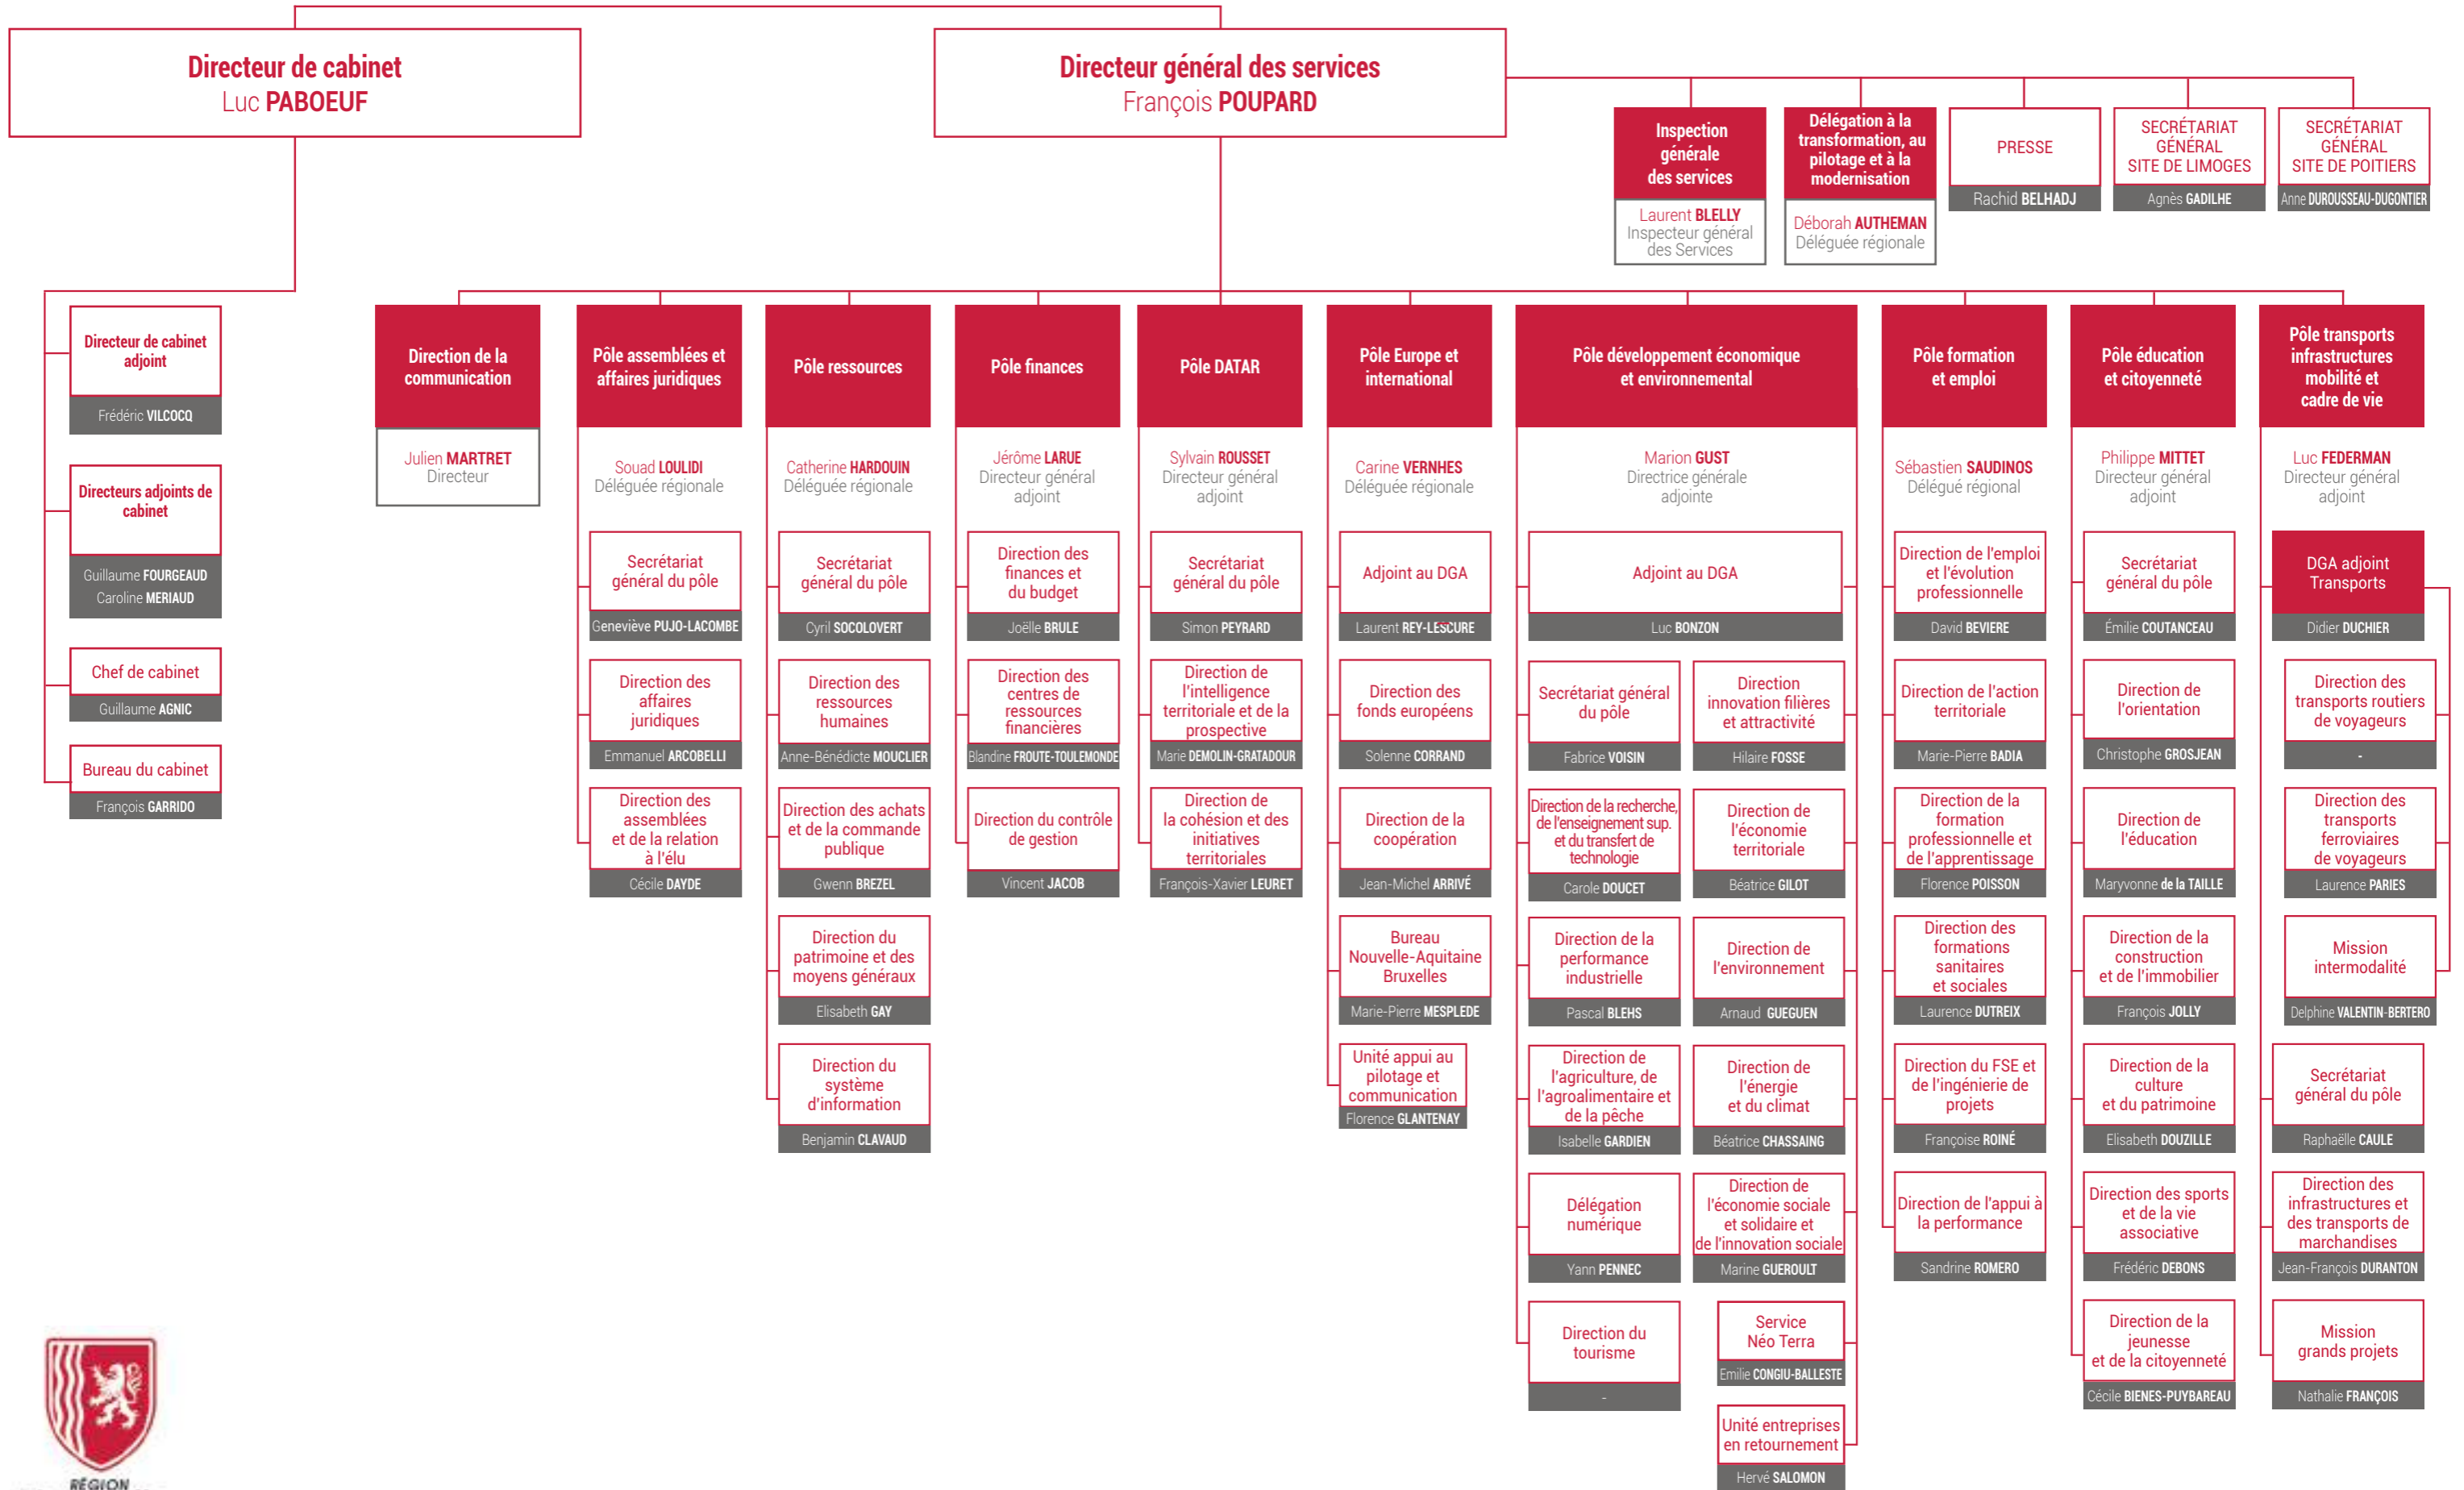 Directeur de cabinet
Luc PABOEUF
Directeur général des services
François POUPARD
Inspection
générale
des services
Laurent BLELLY
Inspecteur général
des Services
Délégation à la
transformation, au
pilotage et à la
modernisation
Déborah AUTHEMAN
Déléguée régionale
PRESSE
Rachid BELHADJ
SECRÉTARIAT
GÉNÉRAL
SITE DE LIMOGES
Agnès GADILHE
SECRÉTARIAT
GÉNÉRAL
SITE DE POITIERS
Anne DUROUSSEAU-DUGONTIER
Directeur de cabinet
adjoint
Frédéric VILCOCQ
Directeurs adjoints de
cabinet
Guillaume FOURGEAUD
Caroline MERIAUD
Chef de cabinet
Guillaume AGNIC
Bureau du cabinet
François GARRIDO
Direction de la
communication
Julien MARTRET
Directeur
Pôle assemblées et
affaires juridiques
Souad LOULIDI
Déléguée régionale
Secrétariat
général du pôle
Geneviève PUJO-LACOMBE
Direction des
affaires
juridiques
Emmanuel ARCOBELLI
Direction des
assemblées
et de la relation
à l'élu
Cécile DAYDE
Pôle ressources
Catherine HARDOUIN
Déléguée régionale
Secrétariat
général du pôle
Cyril SOCOLOVERT
Direction des
ressources
humaines
Anne-Bénédicte MOUCLIER
Direction des achats
et de la commande
publique
Gwenn BREZEL
Direction du
patrimoine et des
moyens généraux
Elisabeth GAY
Direction du
système
d'information
Benjamin CLAVAUD
Pôle finances
Jérôme LARUE
Directeur général
adjoint
Direction des
finances et
du budget
Joëlle BRULE
Direction des
centres de
ressources
financières
Blandine FROUTE-TOULEMONDE
Direction du contrôle
de gestion
Vincent JACOB
Pôle DATAR
Sylvain ROUSSET
Directeur général
adjoint
Secrétariat
général du pôle
Simon PEYRARD
Direction de
l'intelligence
territoriale et de la
prospective
Marie DEMOLIN-GRATADOUR
Direction de
la cohésion et des
initiatives
territoriales
François-Xavier LEURET
Pôle Europe et
international
Carine VERNHES
Déléguée régionale
Adjoint au DGA
Laurent REY-LESCURE
Direction des
fonds européens
Solenne CORRAND
Direction de la
coopération
Jean-Michel ARRIVÉ
Bureau
Nouvelle-Aquitaine
Bruxelles
Marie-Pierre MESPLEDE
Unité appui au
pilotage et
communication
Florence GLANTENAY
Pôle développement économique
et environnemental
Marion GUST
Directrice générale
adjointe
Adjoint au DGA
Luc BONZON
Secrétariat général
du pôle
Fabrice VOISIN
Direction de la recherche,
de l'enseignement sup.
et du transfert de
technologie
Carole DOUCET
Direction de la
performance
industrielle
Pascal BLEHS
Direction de
l'agriculture, de
l'agroalimentaire et
de la pêche
Isabelle GARDIEN
Délégation
numérique
Yann PENNEC
Direction du
tourisme
-
Direction
innovation filières
et attractivité
Hilaire FOSSE
Direction de
l'économie
territoriale
Béatrice GILOT
Direction de
l'environnement
Arnaud GUEGUEN
Direction de
l'énergie
et du climat
Béatrice CHASSAING
Direction de
l'économie sociale
et solidaire et
de l'innovation sociale
Marine GUEROULT
Service
Néo Terra
Emilie CONGIU-BALLESTE
Unité entreprises
en retournement
Hervé SALOMON
Pôle formation
et emploi
Sébastien SAUDINOS
Délégué régional
Direction de l'emploi
et l'évolution
professionnelle
David BEVIERE
Direction de l'action
territoriale
Marie-Pierre BADIA
Direction de la
formation
professionnelle et
de l'apprentissage
Florence POISSON
Direction des
formations
sanitaires
et sociales
Laurence DUTREIX
Direction du FSE et
de l'ingénierie de
projets
Françoise ROINÉ
Direction de l'appui à
la performance
Sandrine ROMERO
Pôle éducation
et citoyenneté
Philippe MITTET
Directeur général
adjoint
Secrétariat
général du pôle
Émilie COUTANCEAU
Direction de
l'orientation
Christophe GROSJEAN
Direction de
l'éducation
Maryvonne de la TAILLE
Direction de la
construction
et de l'immobilier
François JOLLY
Direction de la
culture
et du patrimoine
Elisabeth DOUZILLE
Direction des sports
et de la vie
associative
Frédéric DEBONS
Direction de la
jeunesse
et de la citoyenneté
Cécile BIENES-PUYBAREAU
Pôle transports
infrastructures
mobilité et
cadre de vie
Luc FEDERMAN
Directeur général
adjoint
DGA adjoint
Transports
Didier DUCHIER
Direction des
transports routiers
de voyageurs
-
Direction des
transports
ferroviaires
de voyageurs
Laurence PARIES
Mission
intermodalité
Delphine VALENTIN-BERTERO
Secrétariat
général du pôle
Raphaëlle CAULE
Direction des
infrastructures et
des transports de
marchandises
Jean-François DURANTON
Mission
grands projets
Nathalie FRANÇOIS
RÉGION